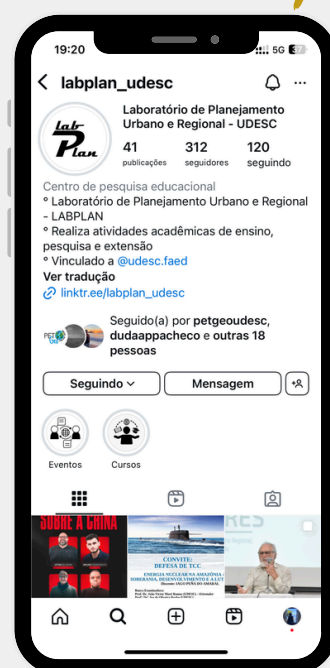 19:20
5G
labplan_udesc
Laboratório de Planejamento
Urbano e Regional - UDESC
lab-
Plan
41
312
120
publicações
seguidores
seguindo
Centro de pesquisa educacional
° Laboratório de Planejamento Urbano e Regional
- LABPLAN
° Realiza atividades acadêmicas de ensino,
pesquisa e extensão
° Vinculado a @udesc.faed
Ver tradução
linktr.ee/labplan_udesc
Seguido(a) por petgeoudesc,
dudaappacheco e outras 18
pessoas
Seguindo
Mensagem
Eventos
Cursos
SOBRE A CHINA
CONVITE:
DEFESA DE TCC
ENERGIA NUCLEAR NA AMAZÔNIA
SOBERANIA, DESENVOLVIMENTO E A LUT